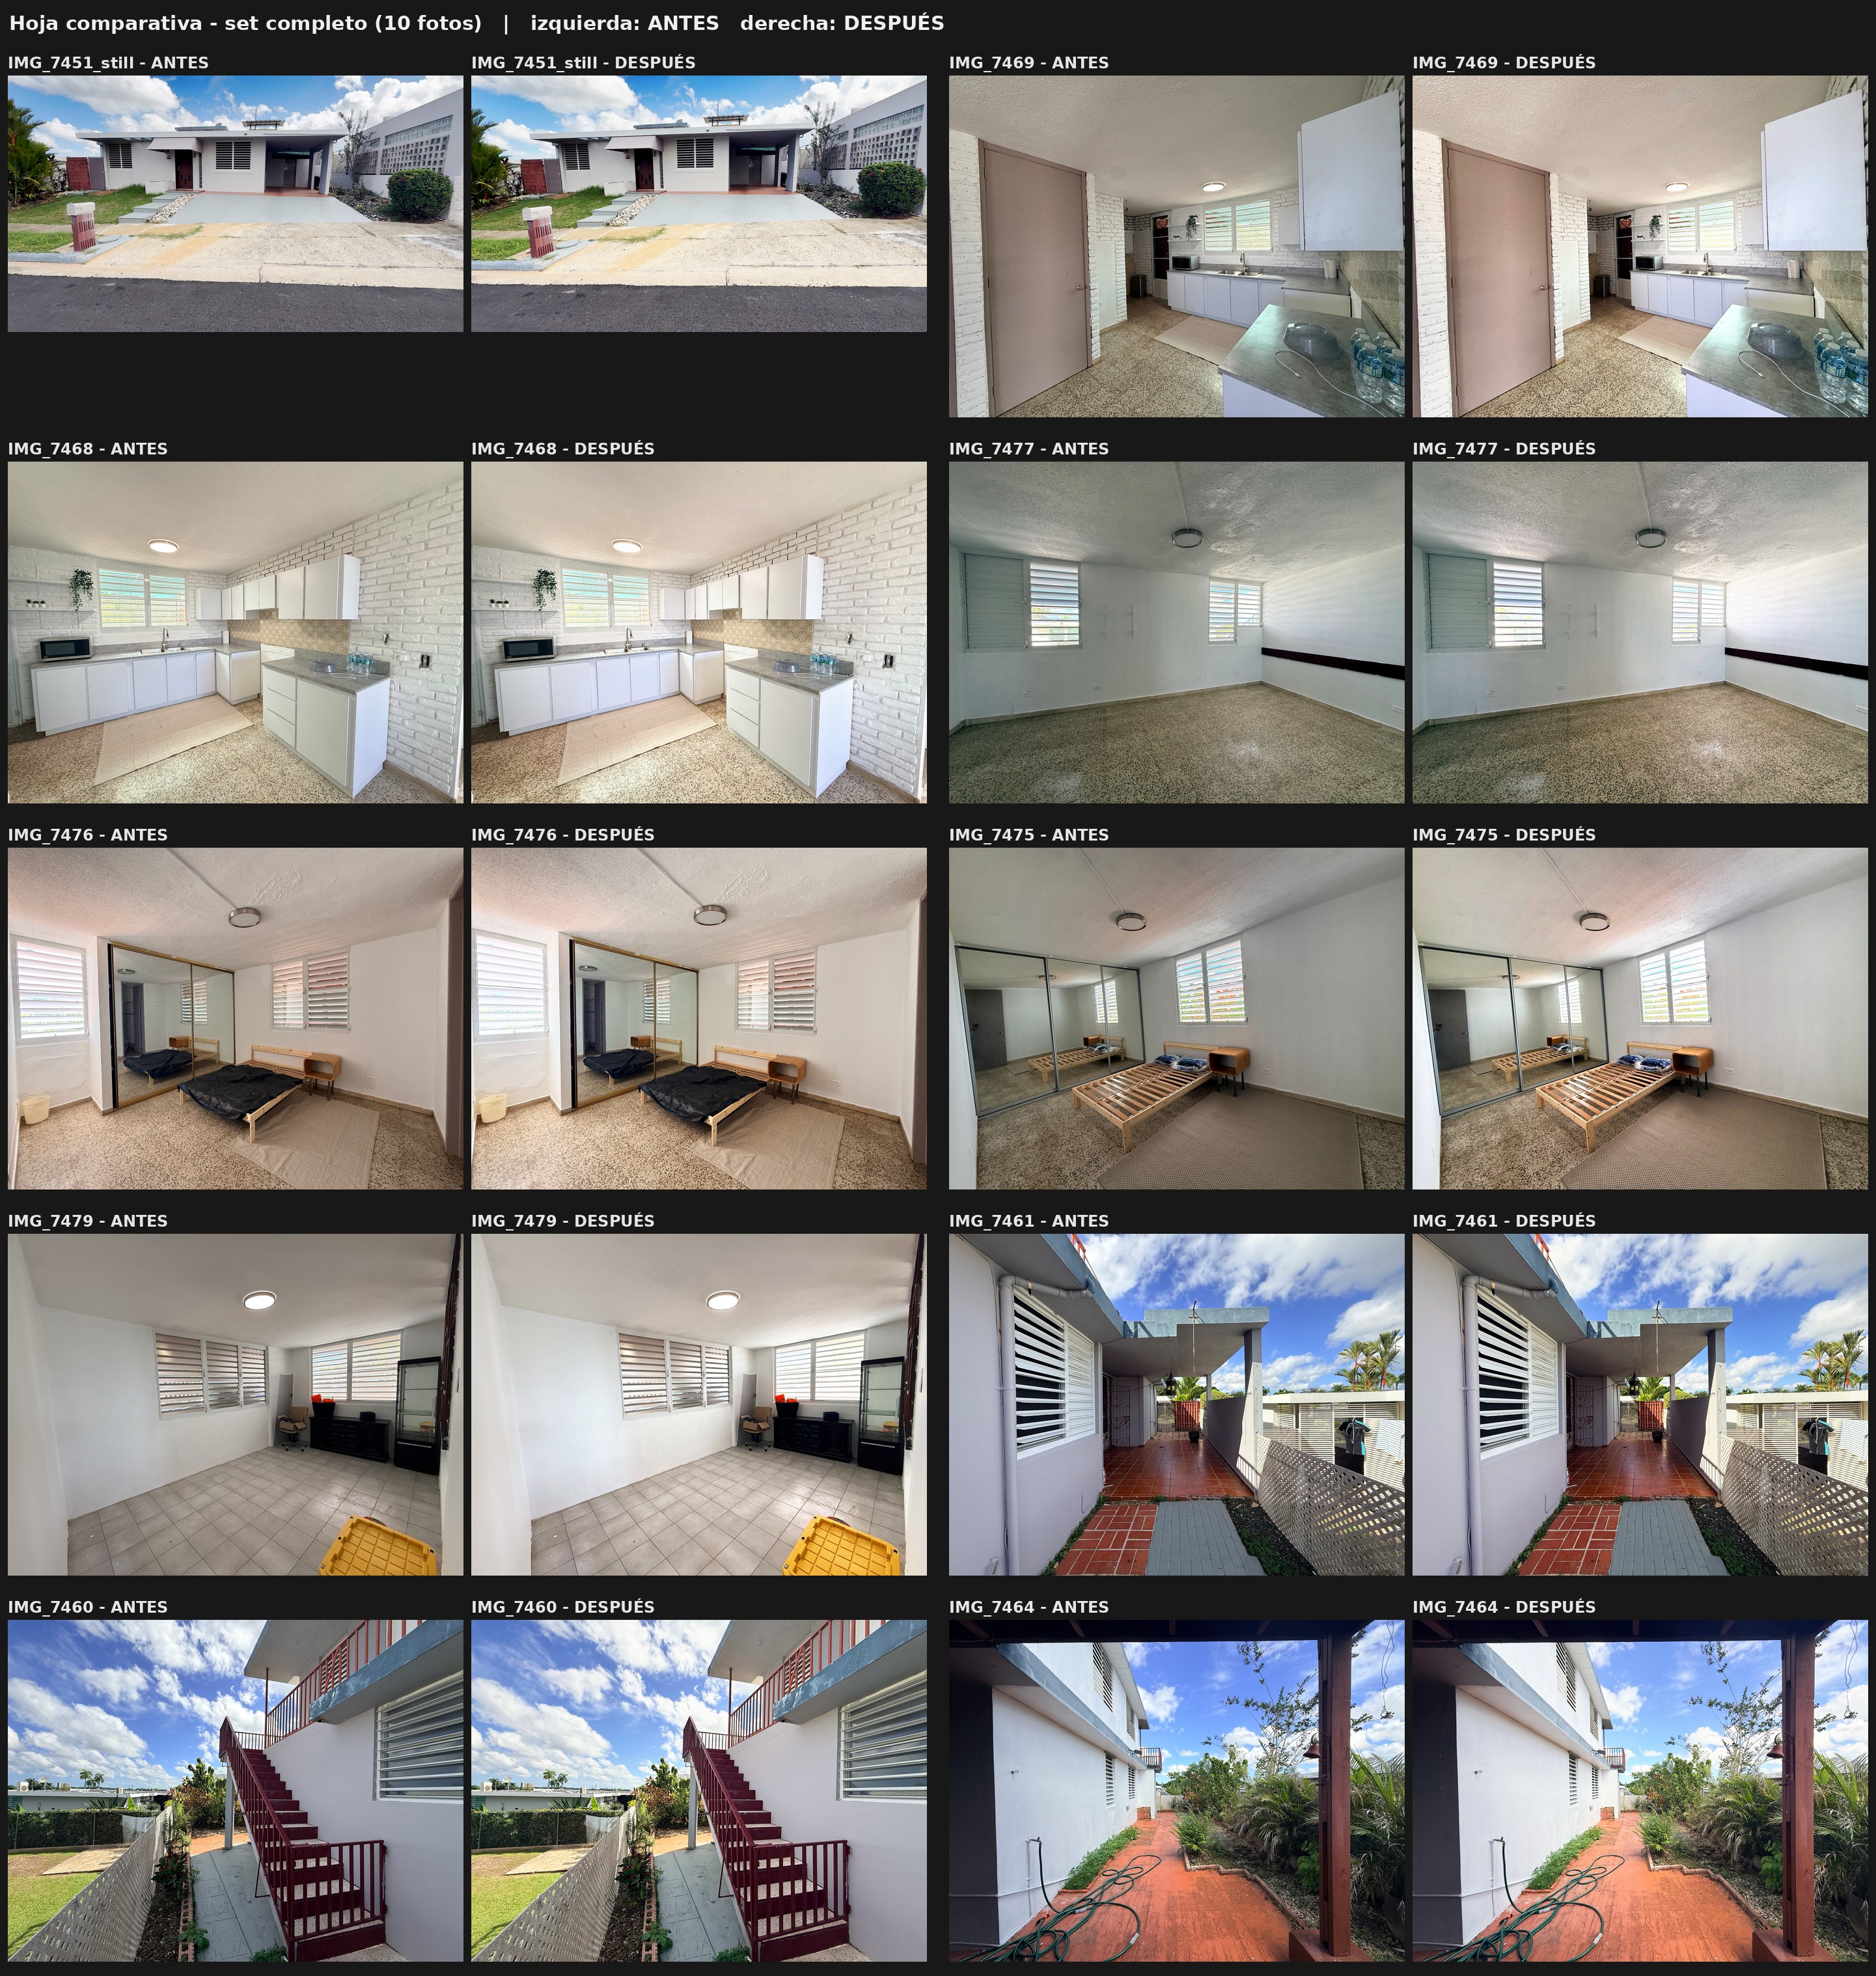 Hoja comparativa - set completo (10 fotos)   |   izquierda: ANTES   derecha: DESPUÉS
IMG_7451_still - ANTES
IMG_7451_still - DESPUÉS
IMG_7469 - ANTES
IMG_7469 - DESPUÉS
IMG_7468 - ANTES
IMG_7468 - DESPUÉS
IMG_7477 - ANTES
IMG_7477 - DESPUÉS
IMG_7476 - ANTES
IMG_7476 - DESPUÉS
IMG_7475 - ANTES
IMG_7475 - DESPUÉS
IMG_7479 - ANTES
IMG_7479 - DESPUÉS
IMG_7461 - ANTES
IMG_7461 - DESPUÉS
IMG_7460 - ANTES
IMG_7460 - DESPUÉS
IMG_7464 - ANTES
IMG_7464 - DESPUÉS